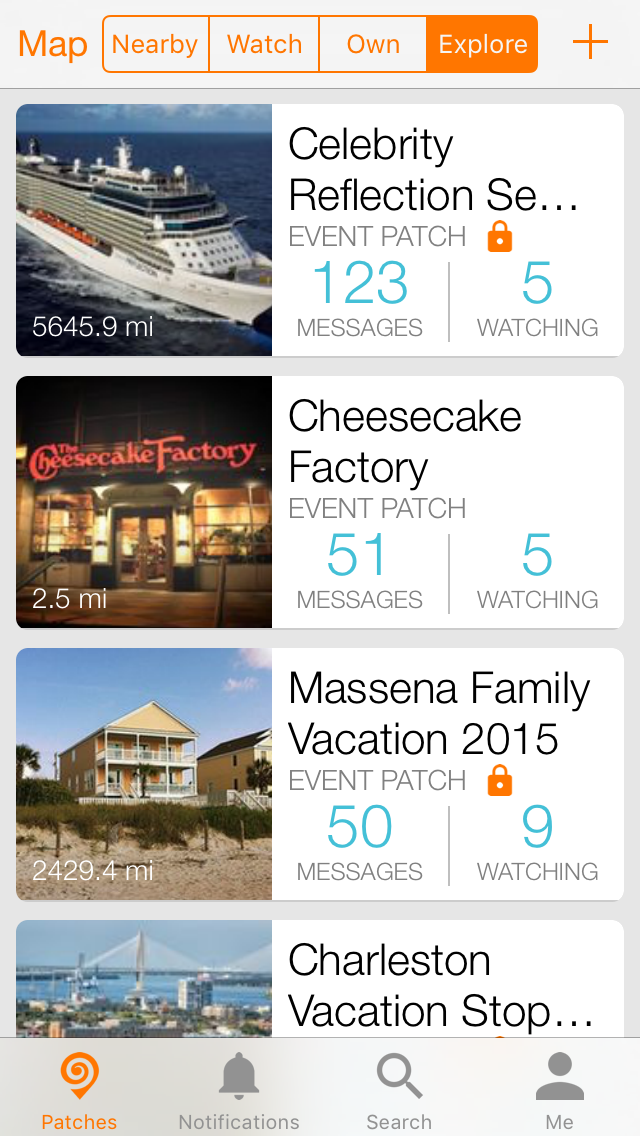 Map Nearby Watch Own Explore
Celebrity
Reflection Se...
EVENT PATCH
123 5
MESSAGES WATCHING
5645.9 mi
Cheesecake
Factory
EVENT PATCH
The
Cheesecake Factory
51 5
MESSAGES WATCHING
2.5 mi
Massena Family
Vacation 2015
EVENT PATCH
50 9
MESSAGES WATCHING
2429.4 mi
Charleston
Vacation Stop...
Patches Notifications Search Me